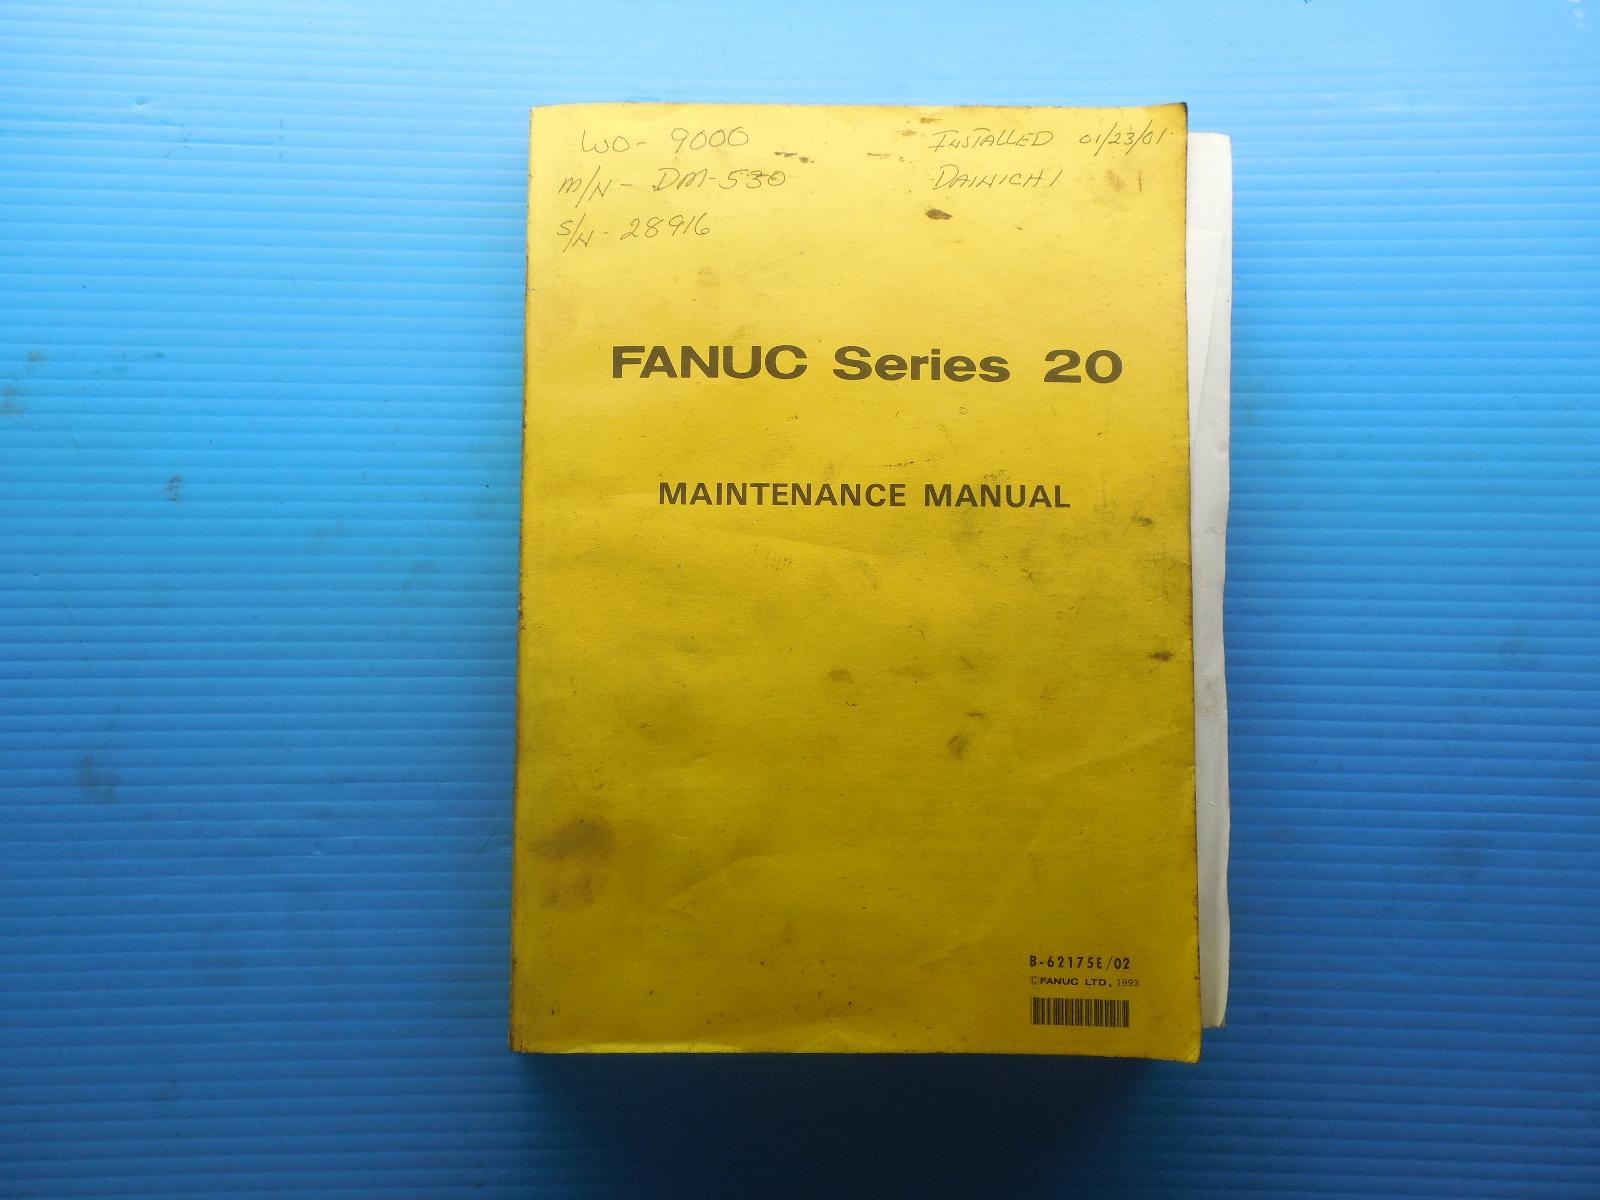 WO- 9000
INSTALLED 01/23/01
M/N - DM-530
DAINICHI
S/N - 28916
FANUC Series 20
MAINTENANCE MANUAL
B-62175E/02
©FANUC LTD, 1993